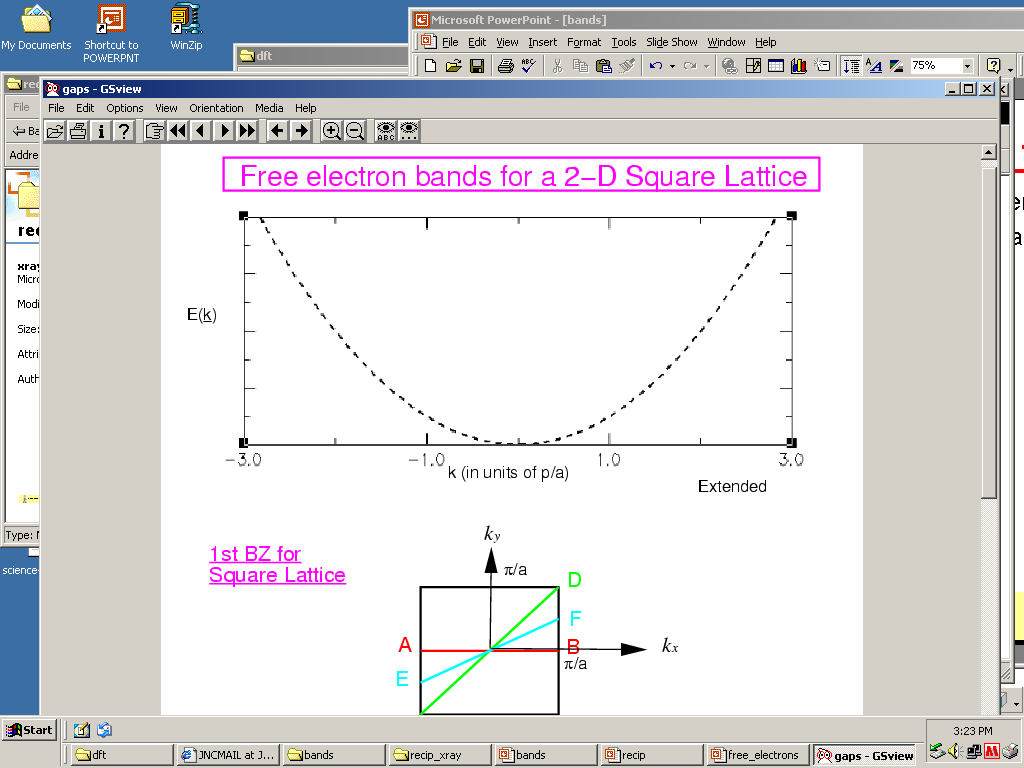 My Documents
Shortcut to
POWERPNT
WinZip
dft
Microsoft PowerPoint - [bands]
File Edit View Insert Format Tools Slide Show Window Help
75%
rec
gaps - GSview
File
File Edit Options View Orientation Media Help
Ba
Addre
Free electron bands for a 2-D Square Lattice
rec
xray
Micro
Modi
Size:
Attri
Auth
E(k)
-3.0 -1.0 1.0 3.0
k (in units of p/a)
Extended
Type:
science-
1st BZ for
Square Lattice
ky
π/a
D
F
A
B
kx
π/a
E
Start
3:23 PM
dft
JNCMAIL at J...
bands
recip_xray
bands
recip
free_electrons
gaps - GSview